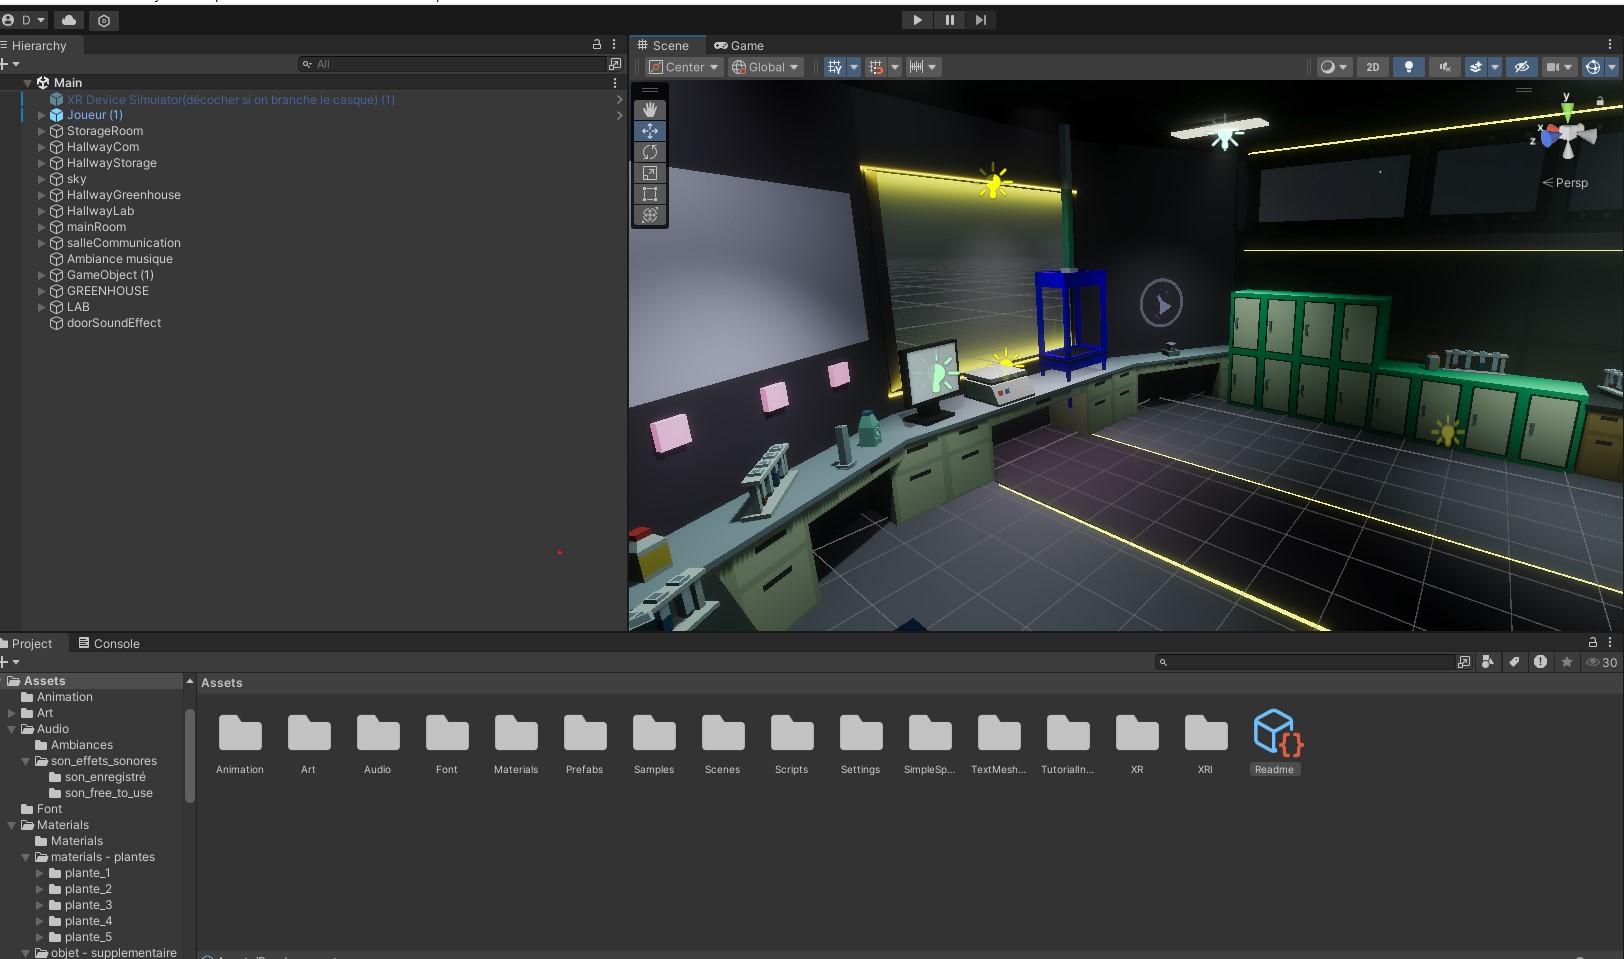 D
Hierarchy
All
Main
XR Device Simulator(décocher si on branche le casque) (1)
Joueur (1)
StorageRoom
HallwayCom
HallwayStorage
sky
HallwayGreenhouse
HallwayLab
mainRoom
salleCommunication
Ambiance musique
GameObject (1)
GREENHOUSE
LAB
doorSoundEffect
Scene
Game
Center
Global
2D
y
x
z
Persp
Project
Console
30
Assets
Animation
Art
Audio
Ambiances
son_effets_sonores
son_enregistré
son_free_to_use
Font
Materials
Materials
materials - plantes
plante_1
plante_2
plante_3
plante_4
plante_5
objet - supplementaire
Assets
Animation
Art
Audio
Font
Materials
Prefabs
Samples
Scenes
Scripts
Settings
SimpleSp...
TextMesh...
TutorialIn...
XR
XRI
Readme